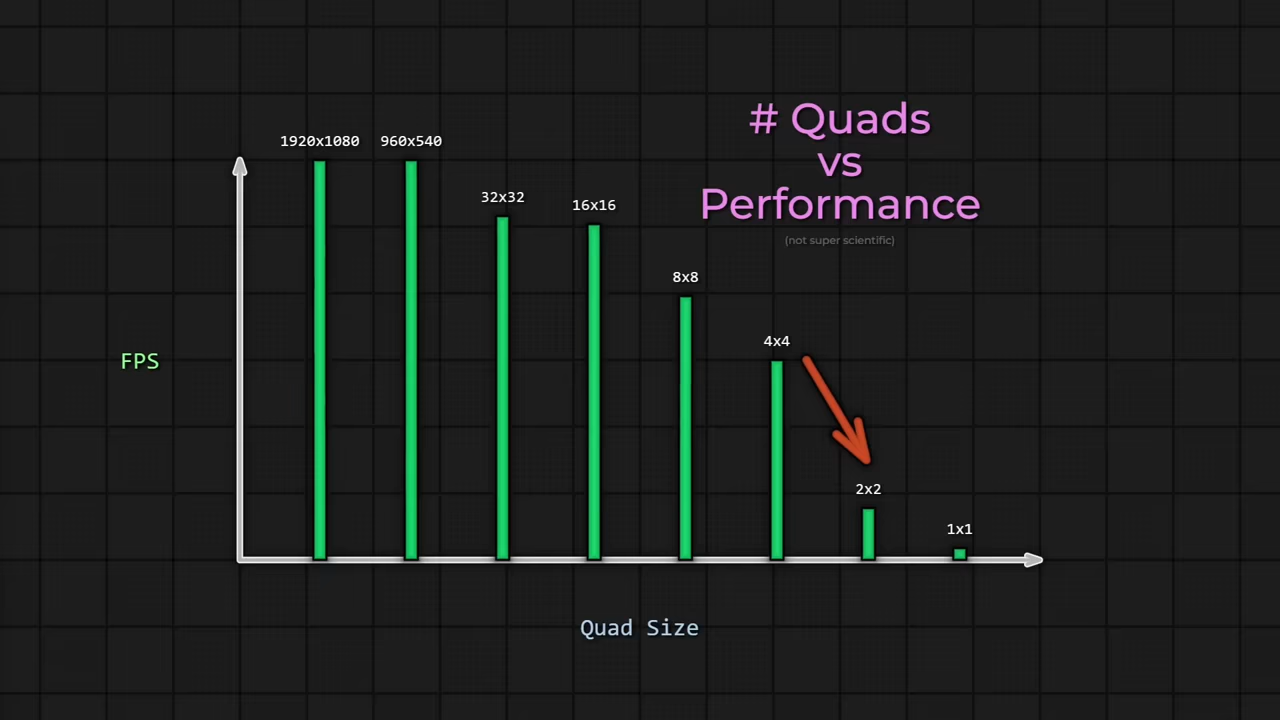 # Quads
vs
Performance
(not super scientific)
1920x1080
960x540
32x32
16x16
8x8
4x4
2x2
1x1
FPS
Quad Size